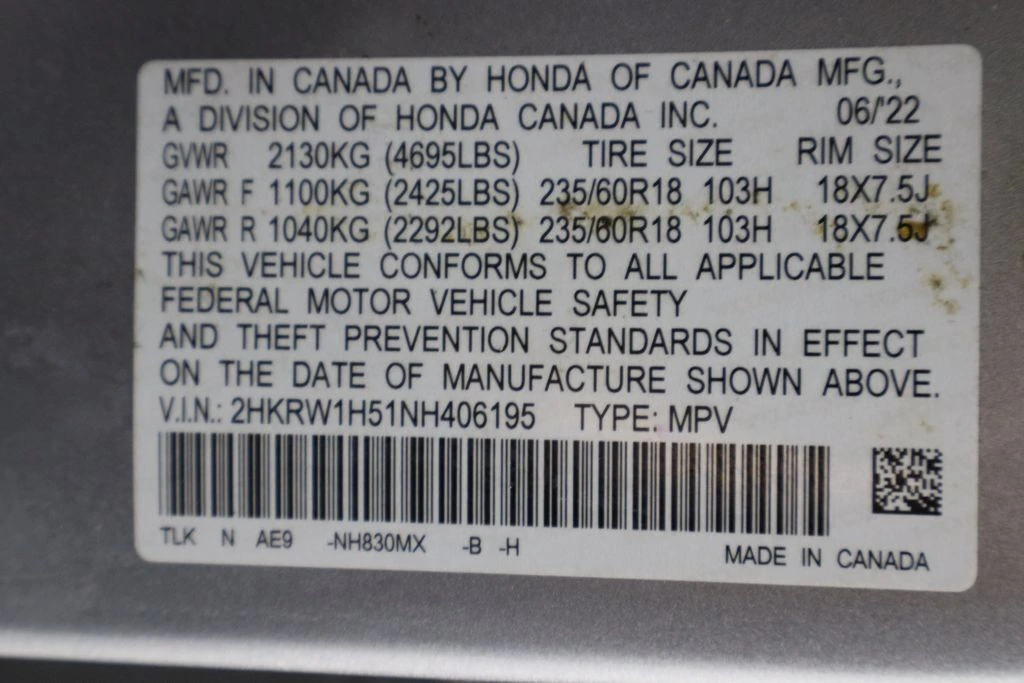 MFD. IN CANADA BY HONDA OF CANADA MFG.,
A DIVISION OF HONDA CANADA INC. 06/'22
GVWR 2130KG (4695LBS) TIRE SIZE RIM SIZE
GAWR F 1100KG (2425LBS) 235/60R18 103H 18X7.5J
GAWR R 1040KG (2292LBS) 235/60R18 103H 18X7.5J
THIS VEHICLE CONFORMS TO ALL APPLICABLE
FEDERAL MOTOR VEHICLE SAFETY
AND THEFT PREVENTION STANDARDS IN EFFECT
ON THE DATE OF MANUFACTURE SHOWN ABOVE.
V.I.N.: 2HKRW1H51NH406195 TYPE: MPV
TLK N AE9 -NH830MX -B -H
MADE IN CANADA